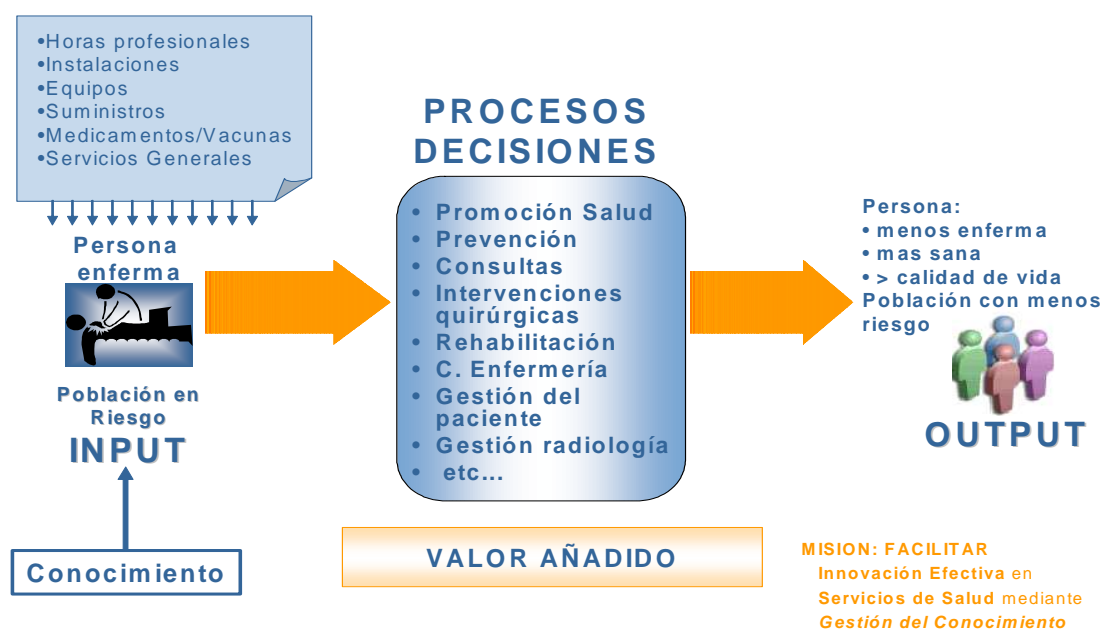 •Horas profesionales
•Instalaciones
•Equipos
•Suministros
•Medicamentos/Vacunas
•Servicios Generales
Persona
enferma
Población en
Riesgo
INPUT
Conocimiento
PROCESOS
DECISIONES
• Promoción Salud
• Prevención
• Consultas
• Intervenciones
quirúrgicas
• Rehabilitación
• C. Enfermería
• Gestión del
paciente
• Gestión radiología
• etc...
VALOR AÑADIDO
Persona:
• menos enferma
• mas sana
• > calidad de vida
Población con menos
riesgo
OUTPUT
MISION: FACILITAR
Innovación Efectiva en
Servicios de Salud mediante
Gestión del Conocimiento